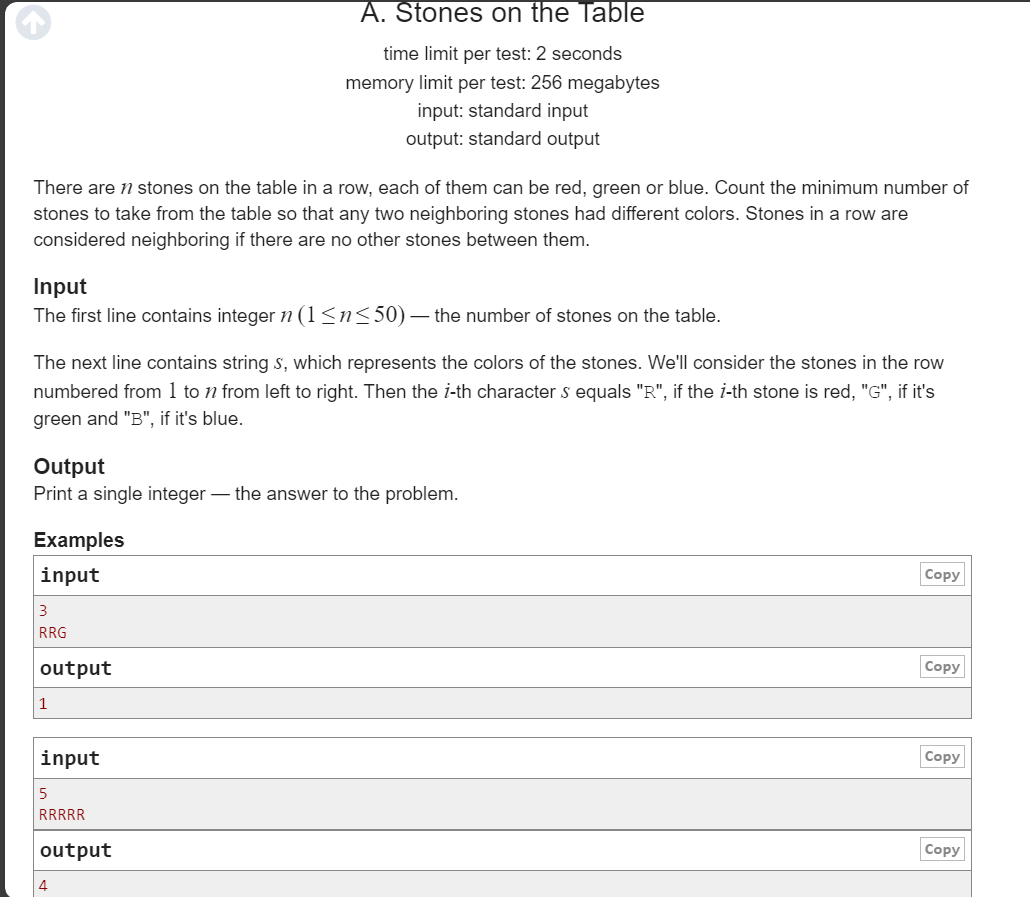 A. Stones on the Table
time limit per test: 2 seconds
memory limit per test: 256 megabytes
input: standard input
output: standard output
There are n stones on the table in a row, each of them can be red, green or blue. Count the minimum number of
stones to take from the table so that any two neighboring stones had different colors. Stones in a row are
considered neighboring if there are no other stones between them.
Input
The first line contains integer n (1 ≤ n ≤ 50) — the number of stones on the table.
The next line contains string s, which represents the colors of the stones. We'll consider the stones in the row
numbered from 1 to n from left to right. Then the i-th character s equals "R", if the i-th stone is red, "G", if it's
green and "B", if it's blue.
Output
Print a single integer — the answer to the problem.
Examples
input Copy
3
RRG
output Copy
1
input Copy
5
RRRRR
output Copy
4